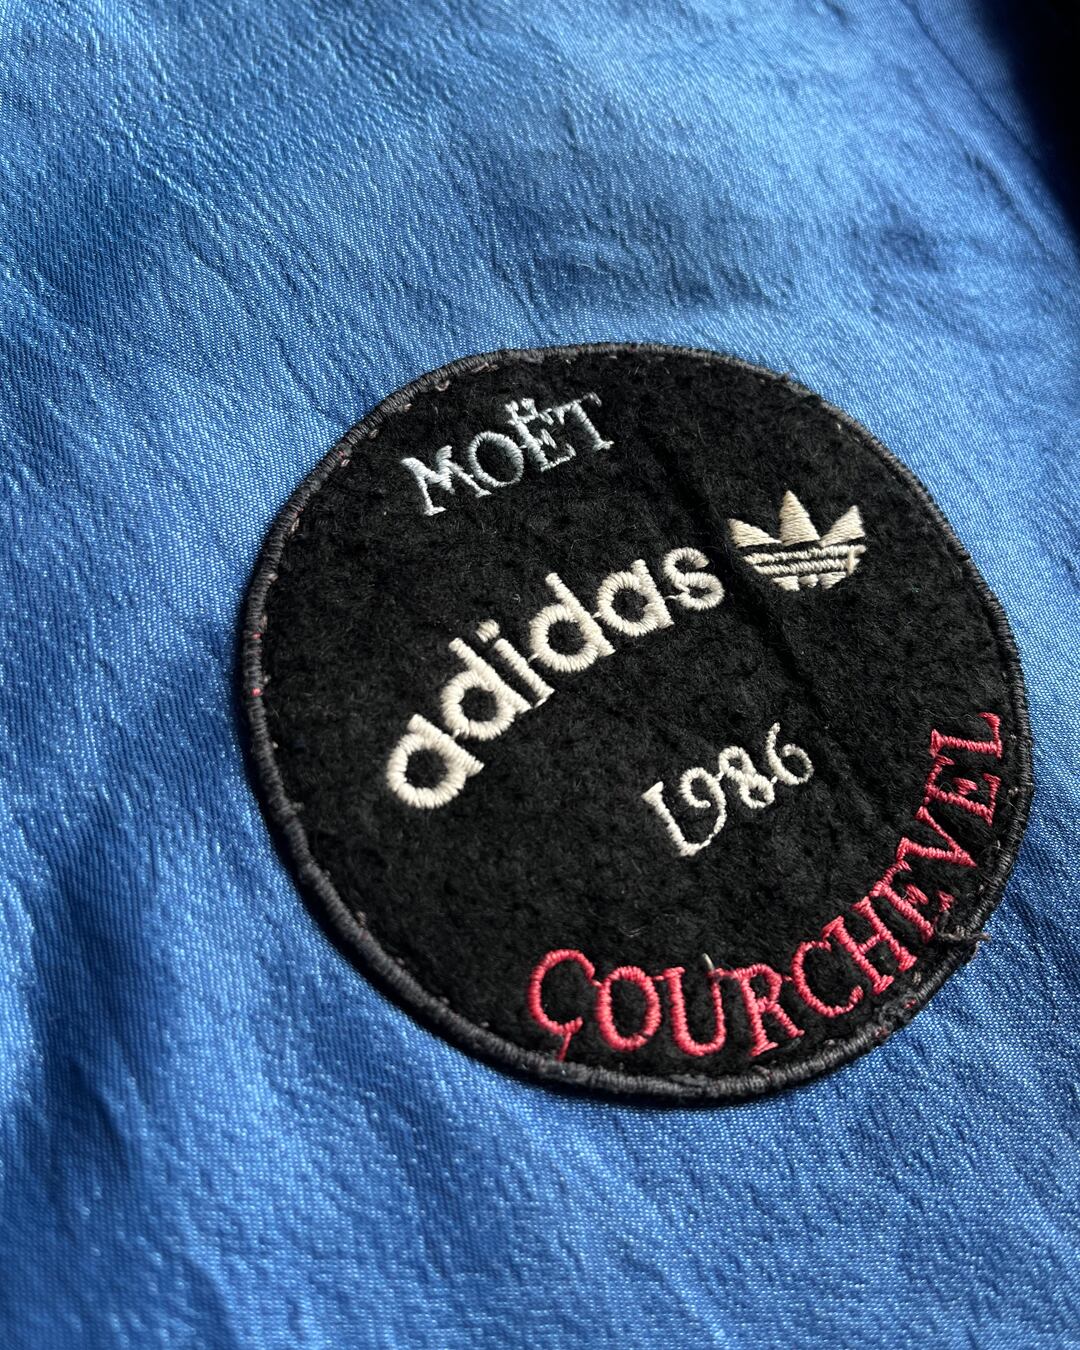 MOËT
adidas
1986
COURCHEVEL